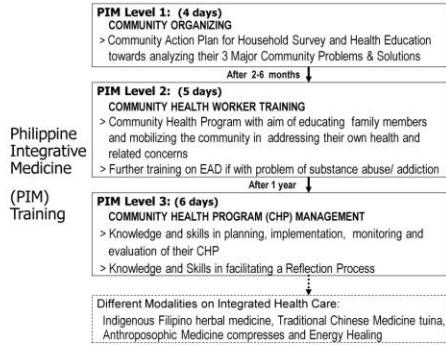 PIM Level 1: (4 days)
COMMUNITY ORGANIZING
> Community Action Plan for Household Survey and Health Education
towards analyzing their 3 Major Community Problems & Solutions
After 2-6 months
PIM Level 2: (5 days)
COMMUNITY HEALTH WORKER TRAINING
> Community Health Program with aim of educating family members
and mobilizing the community in addressing their own health and
related concerns
> Further training on EAD if with problem of substance abuse/ addiction
After 1 year
Philippine
Integrative
Medicine
(PIM)
Training
PIM Level 3: (6 days)
COMMUNITY HEALTH PROGRAM (CHP) MANAGEMENT
> Knowledge and skills in planning, implementation, monitoring and
evaluation of their CHP
> Knowledge and Skills in facilitating a Reflection Process
Different Modalities on Integrated Health Care:
Indigenous Filipino herbal medicine, Traditional Chinese Medicine tuina,
Anthroposophic Medicine compresses and Energy Healing